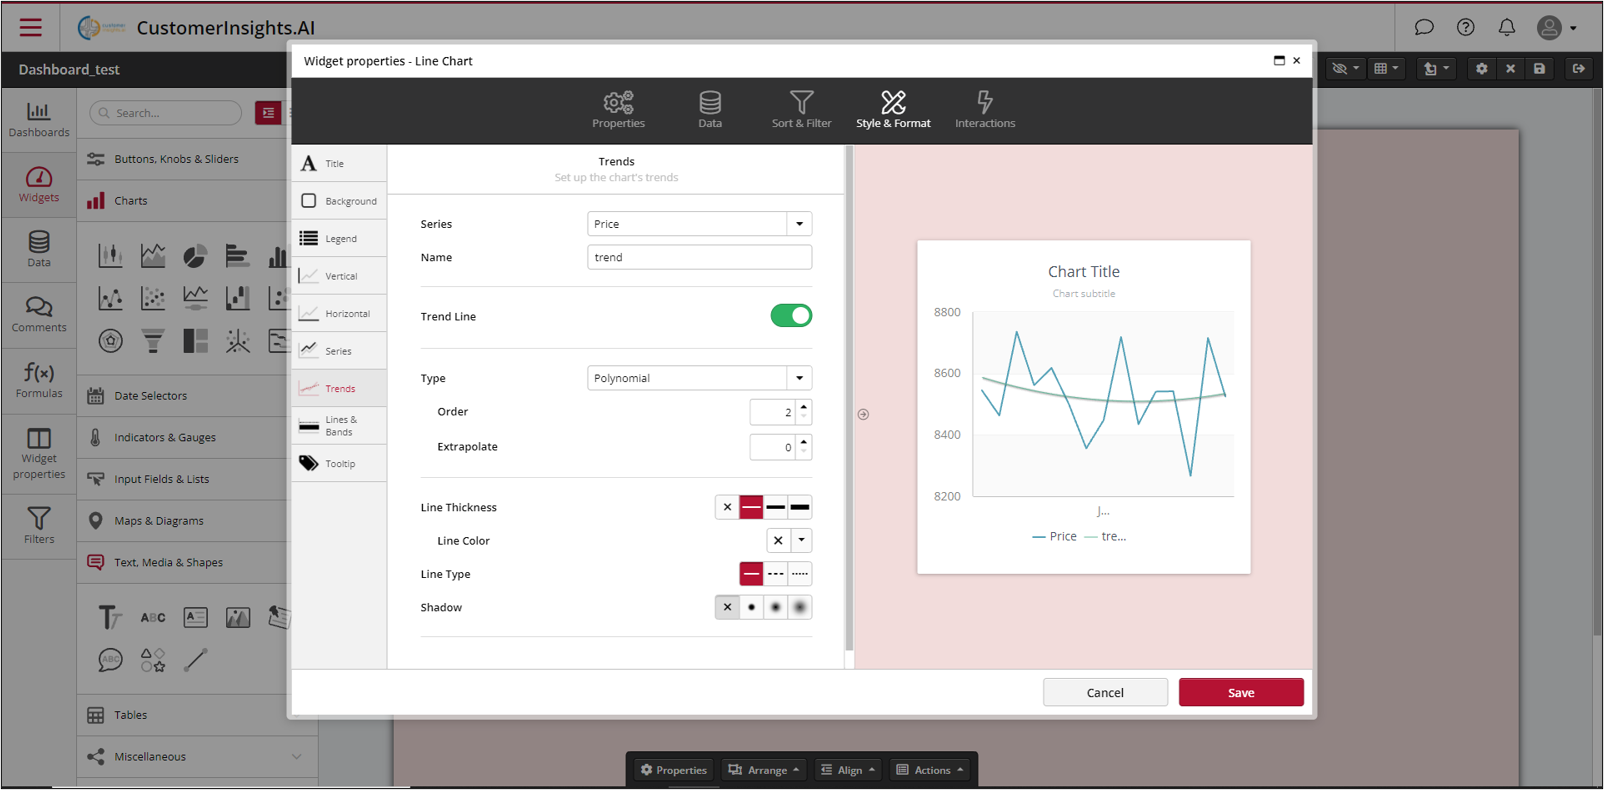 CustomerInsights.AI
Dashboard_test
Widget properties - Line Chart
Properties
Data
Sort & Filter
Style & Format
Interactions
Dashboards
Widgets
Data
Comments
Formulas
Widget
properties
Filters
f(x)
Search...
Buttons, Knobs & Sliders
Charts
Date Selectors
Indicators & Gauges
Input Fields & Lists
Maps & Diagrams
Text, Media & Shapes
ABC
ABC
Tables
Miscellaneous
Title
Background
Legend
Vertical
Horizontal
Series
Trends
Lines &
Bands
Tooltip
Trends
Set up the chart's trends
Series
Price
Name
trend
Trend Line
Type
Polynomial
Order
2
Extrapolate
0
Line Thickness
Line Color
Line Type
Shadow
Chart Title
Chart subtitle
8800
8600
8400
8200
J...
Price
tre...
Cancel
Save
Properties
Arrange
Align
Actions